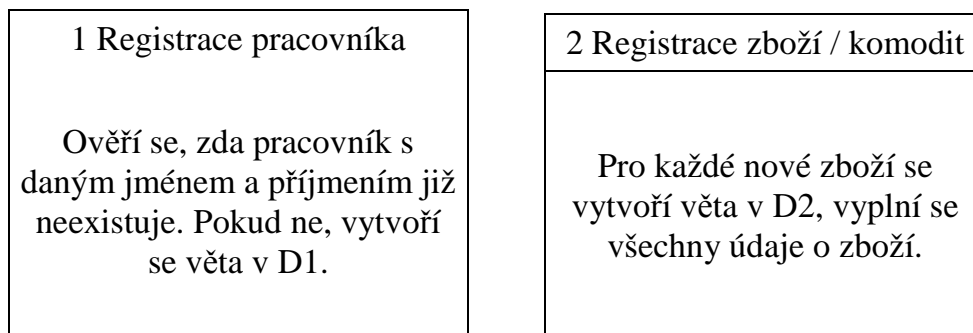 1 Registrace pracovníka
Ověří se, zda pracovník s
daným jménem a příjmením již
neexistuje. Pokud ne, vytvoří
se věta v D1.
2 Registrace zboží / komodit
Pro každé nové zboží se
vytvoří věta v D2, vyplní se
všechny údaje o zboží.